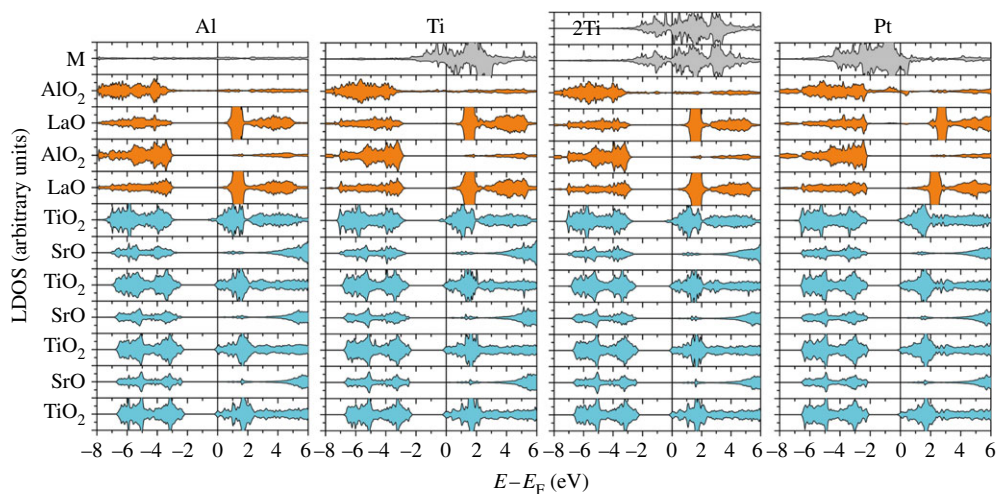 Al Ti 2Ti Pt
M
AlO2
LaO
AlO2
LaO
TiO2
SrO
TiO2
SrO
TiO2
SrO
TiO2
LDOS (arbitrary units)
−8 −6 −4 −2 0 2 4 6 −8 −6 −4 −2 0 2 4 6 −8 −6 −4 −2 0 2 4 6 −8 −6 −4 −2 0 2 4 6
E−EF (eV)